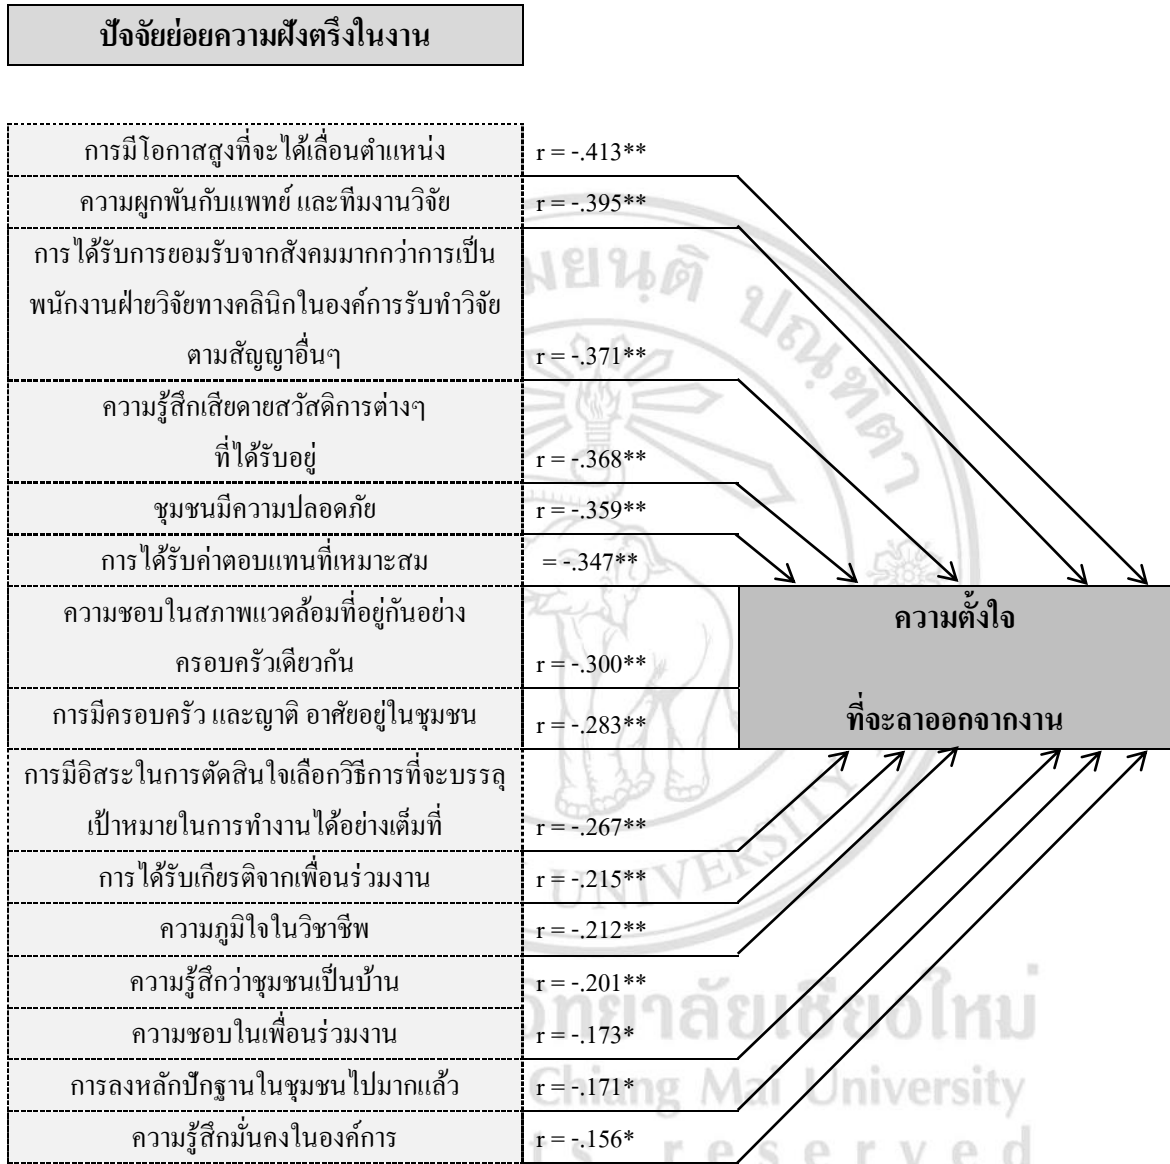 ปัจจัยย่อยความฝังตรึงในงาน
การมีโอกาสสูงที่จะได้เลื่อนตำแหน่ง r = -.413**
ความผูกพันกับแพทย์ และทีมงานวิจัย r = -.395**
การได้รับการยอมรับจากสังคมมากกว่าการเป็น
พนักงานฝ่ายวิจัยทางคลินิกในองค์การรับทำวิจัย
ตามสัญญาอื่นๆ r = -.371**
ความรู้สึกเสียดายสวัสดิการต่างๆ
ที่ได้รับอยู่ r = -.368**
ชุมชนมีความปลอดภัย r = -.359**
การได้รับค่าตอบแทนที่เหมาะสม = -.347**
ความชอบในสภาพแวดล้อมที่อยู่กันอย่าง
ครอบครัวเดียวกัน r = -.300**
การมีครอบครัว และญาติ อาศัยอยู่ในชุมชน r = -.283**
การมีอิสระในการตัดสินใจเลือกวิธีการที่จะบรรลุ
เป้าหมายในการทำงานได้อย่างเต็มที่ r = -.267**
การได้รับเกียรติจากเพื่อนร่วมงาน r = -.215**
ความภูมิใจในวิชาชีพ r = -.212**
ความรู้สึกว่าชุมชนเป็นบ้าน r = -.201**
ความชอบในเพื่อนร่วมงาน r = -.173*
การลงหลักปักฐานในชุมชนไปมากแล้ว r = -.171*
ความรู้สึกมั่นคงในองค์การ r = -.156*
ความตั้งใจ
ที่จะลาออกจากงาน
UNIVERSITY
วิทยาลัยเชียงใหม่
Chiang Mai University
reserved